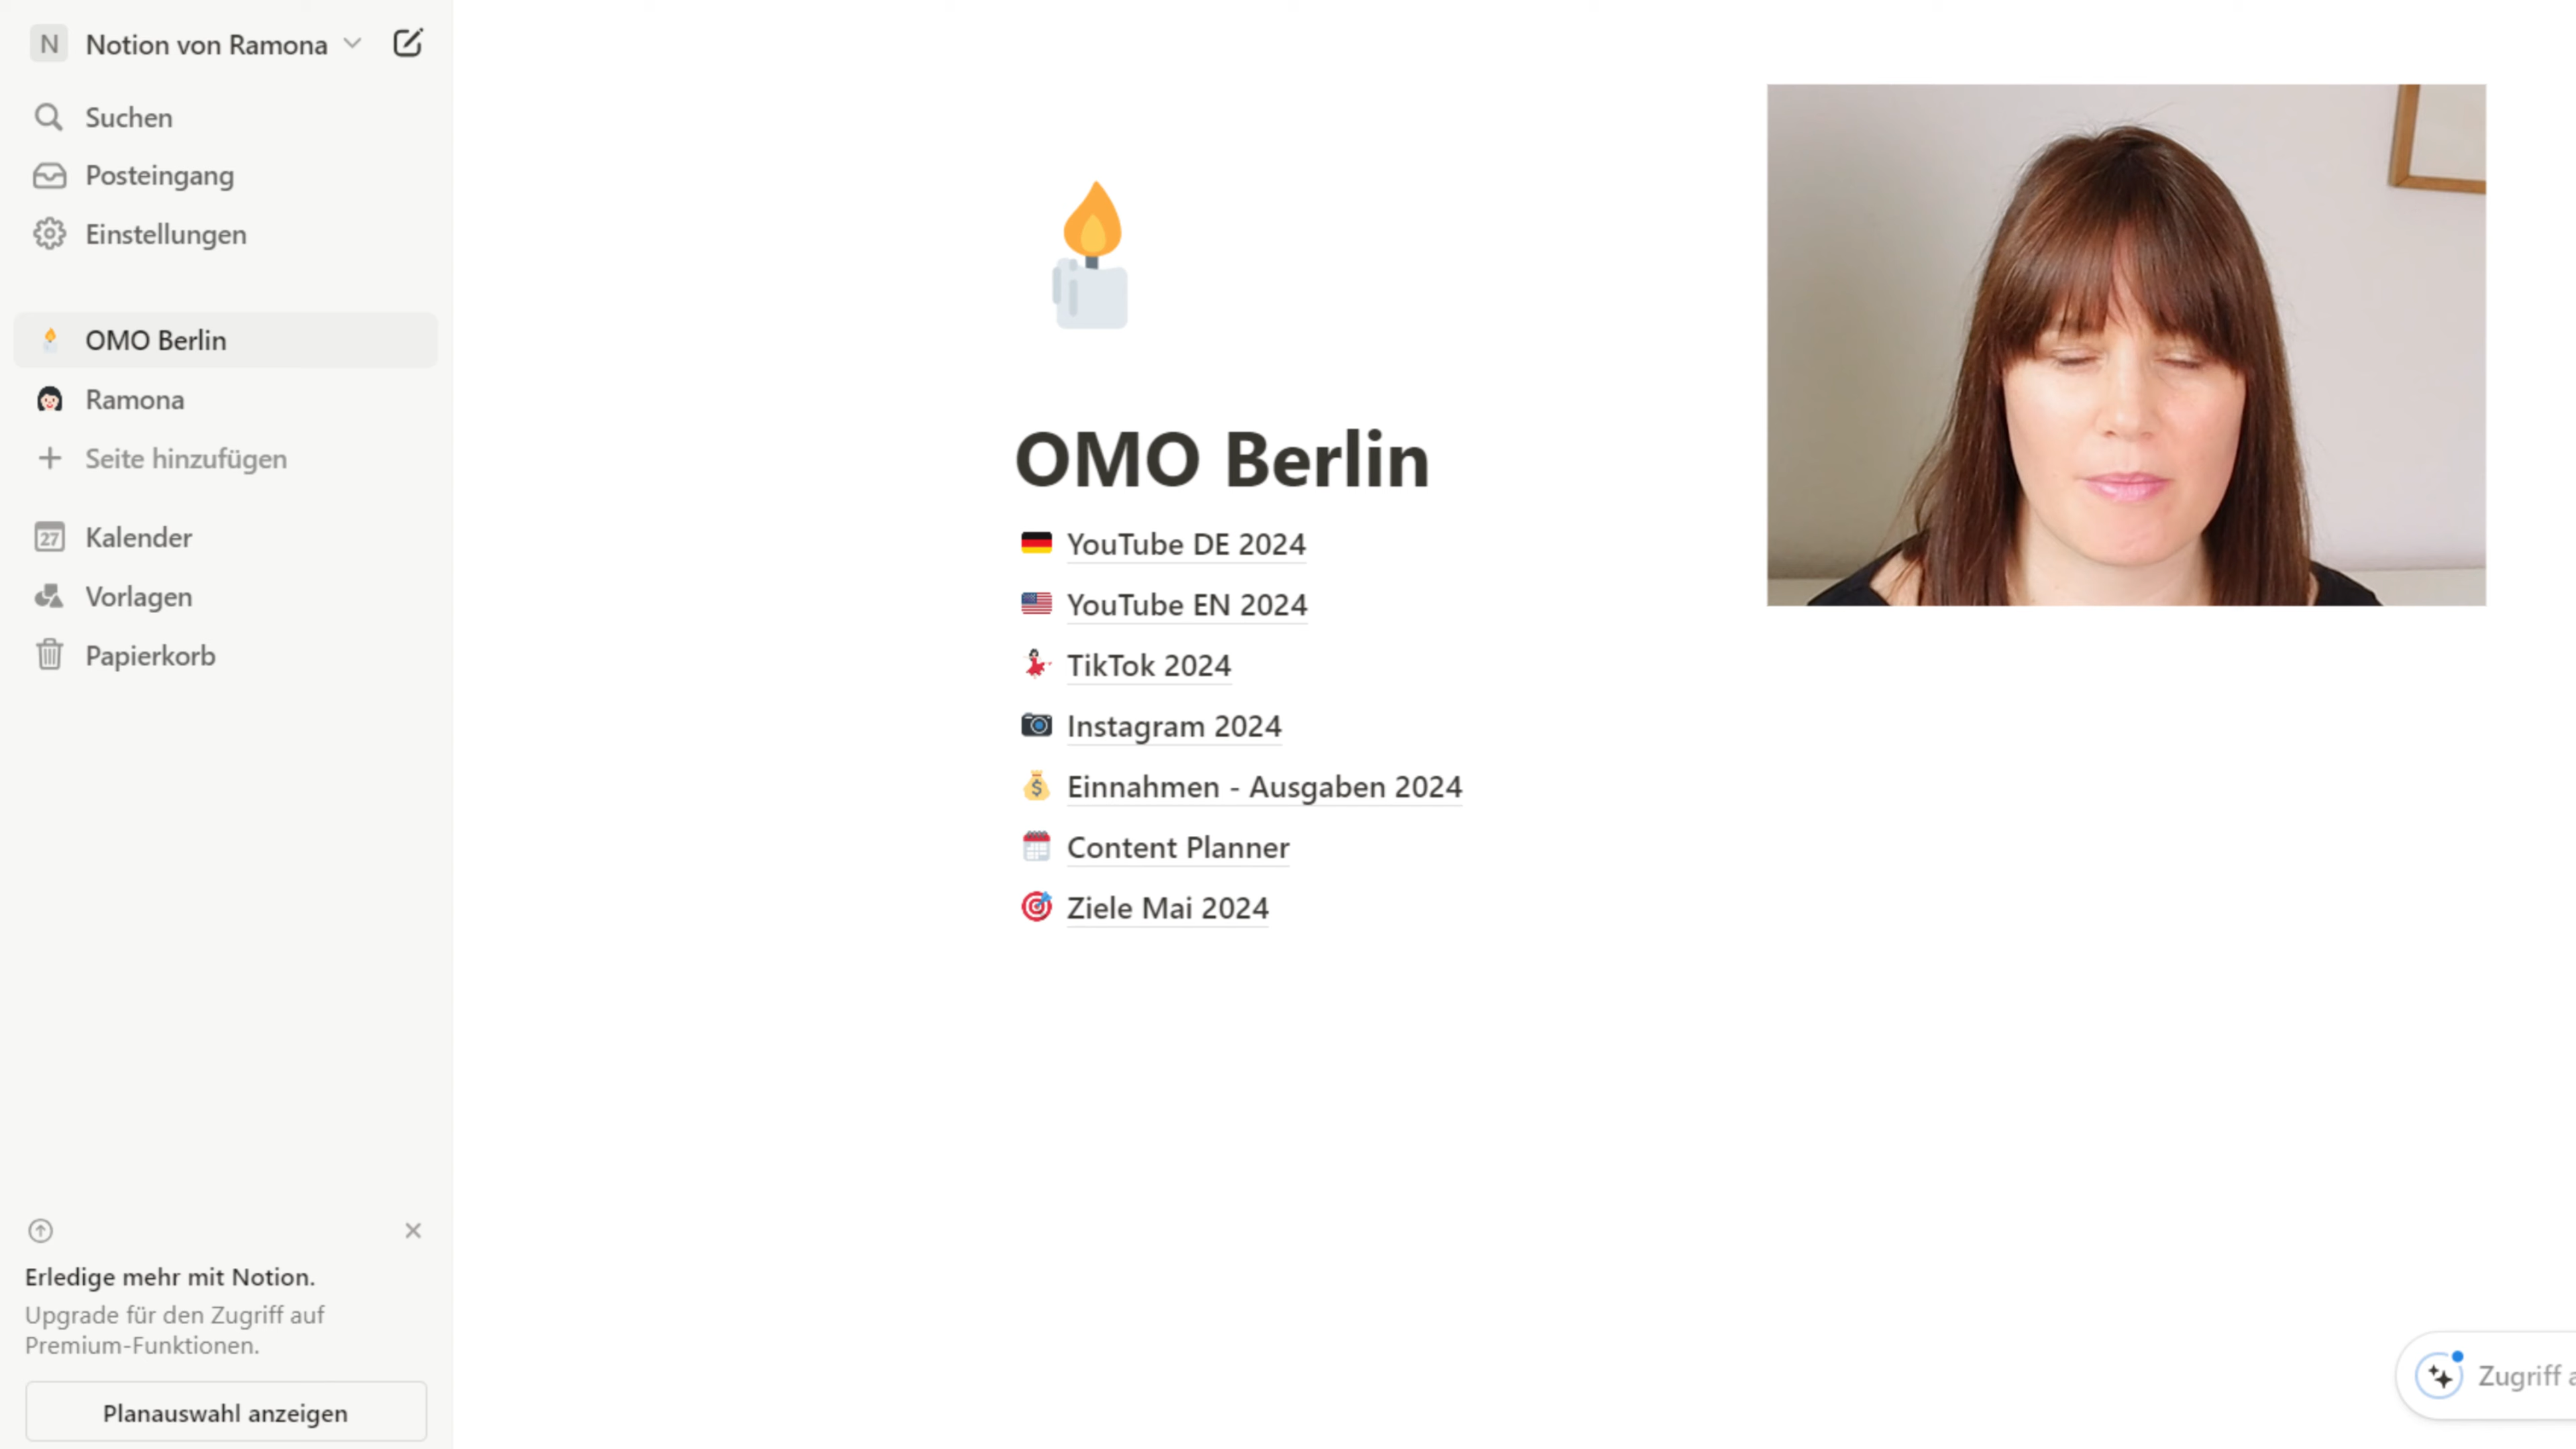 N Notion von Ramona
Suchen
Posteingang
Einstellungen
OMO Berlin
Ramona
Seite hinzufügen
27 Kalender
Vorlagen
Papierkorb
Erledige mehr mit Notion.
Upgrade für den Zugriff auf
Premium-Funktionen.
Planauswahl anzeigen
OMO Berlin
YouTube DE 2024
YouTube EN 2024
TikTok 2024
Instagram 2024
Einnahmen - Ausgaben 2024
Content Planner
Ziele Mai 2024
Zugriff